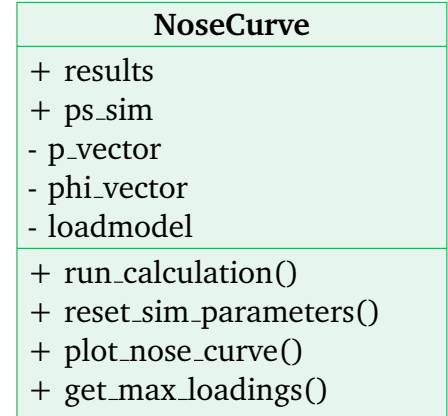 NoseCurve
+ results
+ ps_sim
- p_vector
- phi_vector
- loadmodel
+ run_calculation()
+ reset_sim_parameters()
+ plot_nose_curve()
+ get_max_loadings()